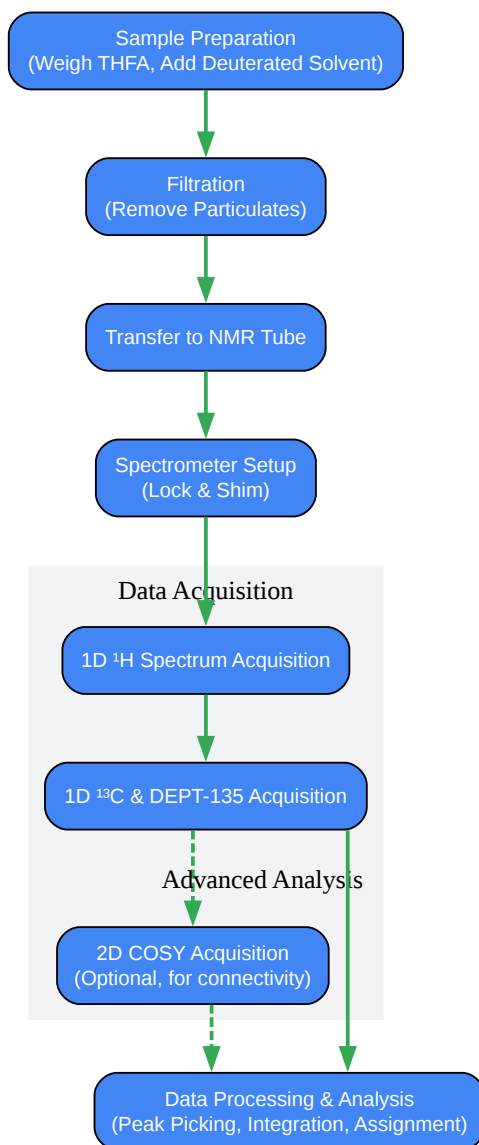 Sample Preparation
(Weigh THFA, Add Deuterated Solvent)
Filtration
(Remove Particulates)
Transfer to NMR Tube
Spectrometer Setup
(Lock & Shim)
Data Acquisition
1D ¹H Spectrum Acquisition
1D ¹³C & DEPT-135 Acquisition
Advanced Analysis
2D COSY Acquisition
(Optional, for connectivity)
Data Processing & Analysis
(Peak Picking, Integration, Assignment)